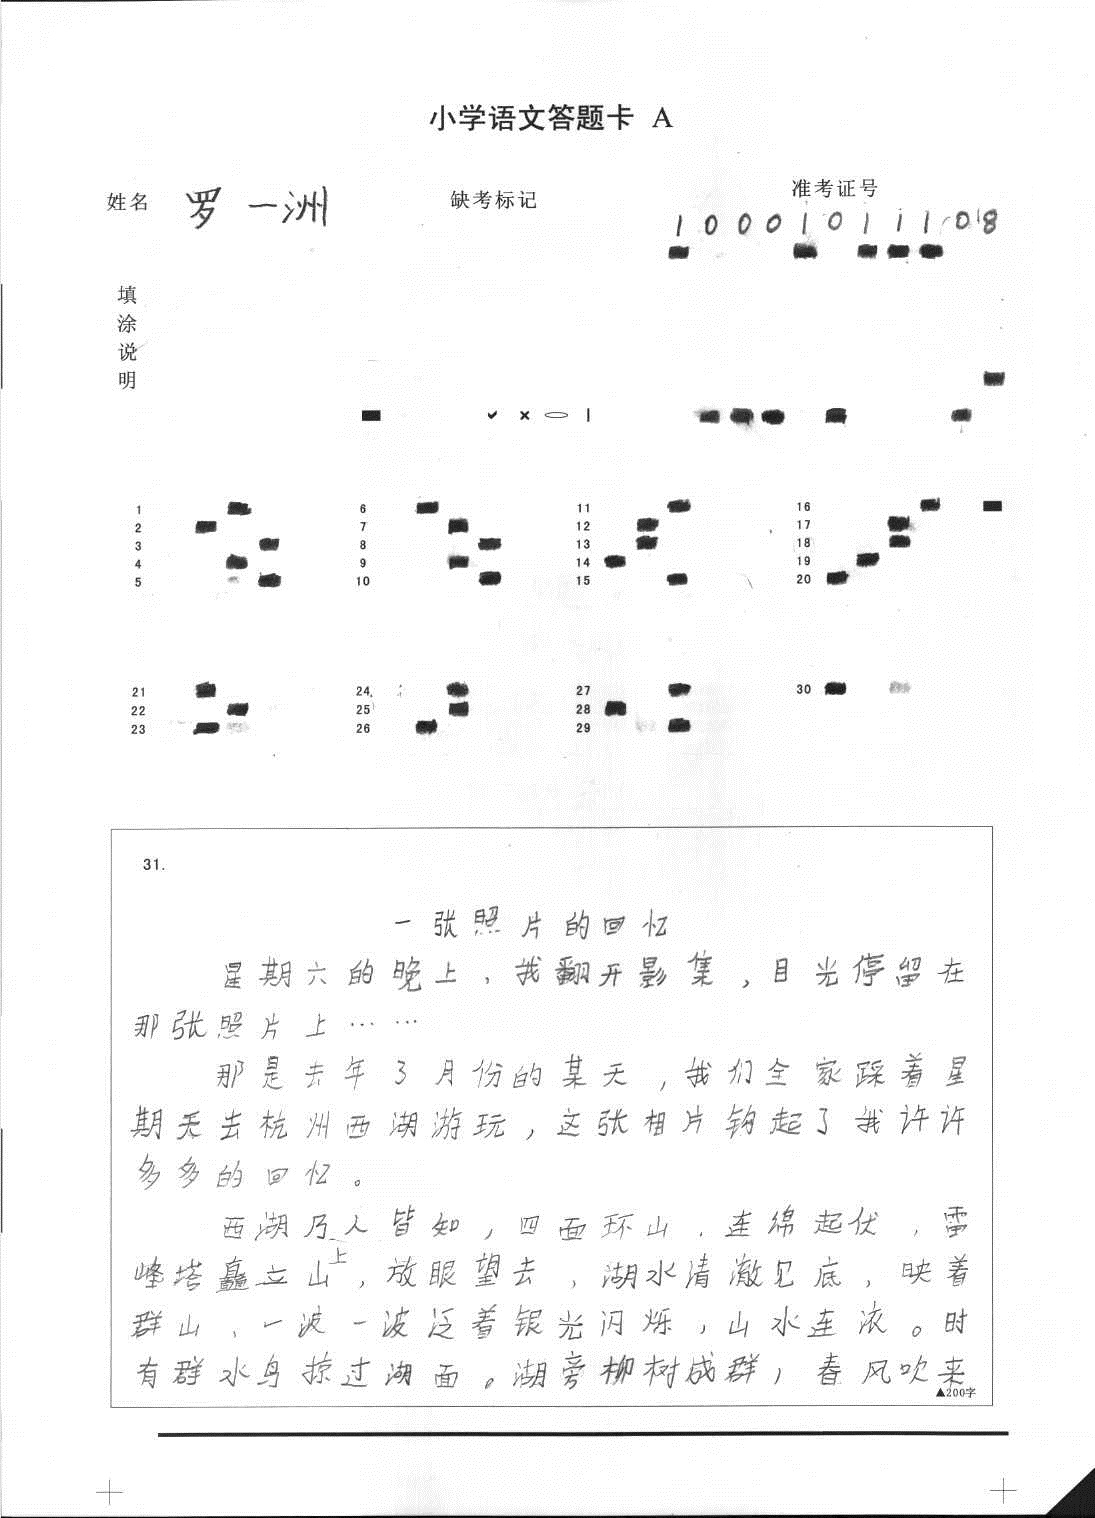 小学语文答题卡 A
姓名 罗一洲 缺考标记 准考证号
10001011108
填涂说明
1 6 11 16
2 7 12 17
3 8 13 18
4 9 14 19
5 10 15 20
21 24 27 30
22 25 28
23 26 29
31.
一张照片的回忆
星期六的晚上,我翻开影集,目光停留在
那张照片上……
那是去年3月份的某天,我们全家踩着星
期天去杭州西湖游玩,这张相片钩起了我许许
多多的回忆。
西湖乃人皆如,四面环山,连绵起伏,雷
峰塔矗立山上,放眼望去,湖水清澈见底,映着
群山、一波一波泛着银光闪烁,山水连浓。时
有群水鸟掠过湖面。湖旁柳树成群,春风吹来
▲200字